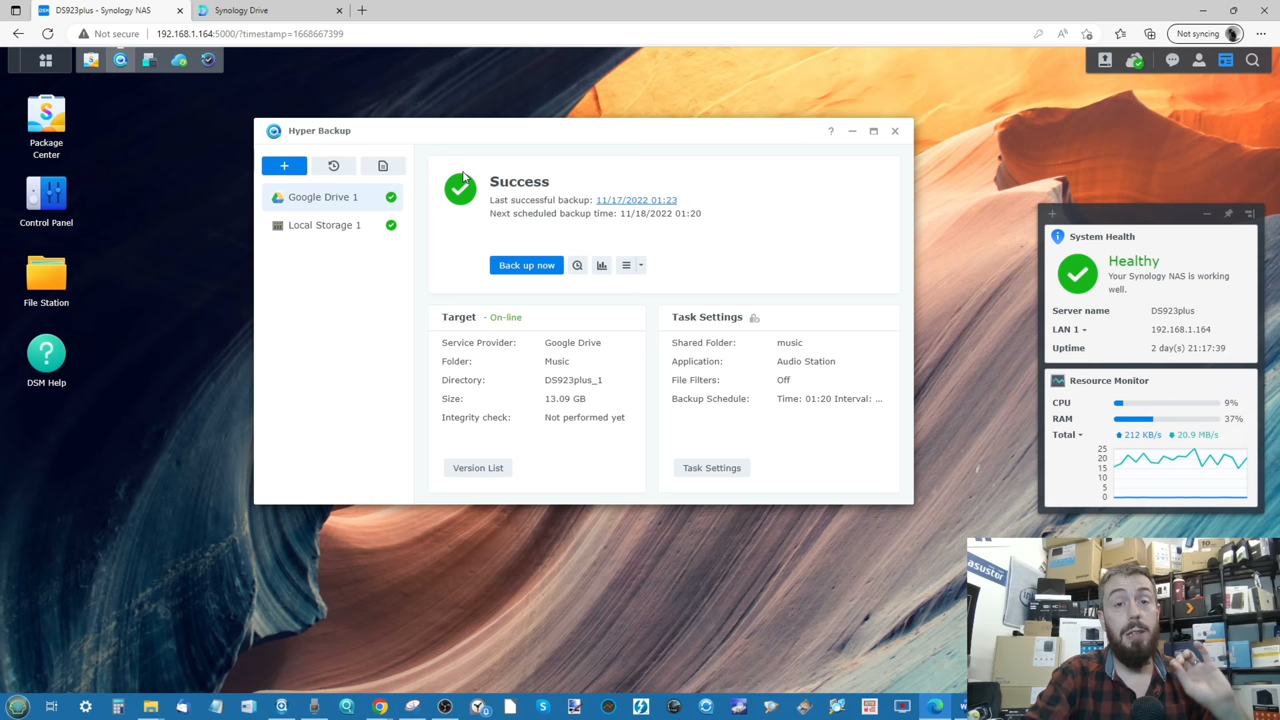 DS923plus - Synology NAS
Synology Drive
Not secure
192.168.1.164:5000/?timestamp=1668667399
Not syncing
Package
Center
Control Panel
File Station
DSM Help
Hyper Backup
Google Drive 1
Local Storage 1
Success
Last successful backup: 11/17/2022 01:23
Next scheduled backup time: 11/18/2022 01:20
Back up now
Target - On-line
Service Provider: Google Drive
Folder: Music
Directory: DS923plus_1
Size: 13.09 GB
Integrity check: Not performed yet
Version List
Task Settings
Shared Folder: music
Application: Audio Station
File Filters: Off
Backup Schedule: Time: 01:20 Interval: ...
Task Settings
System Health
Healthy
Your Synology NAS is working
well.
Server name DS923plus
LAN 1 192.168.1.164
Uptime 2 day(s) 21:17:39
Resource Monitor
CPU 9%
RAM 37%
Total 212 KB/s 20.9 MB/s
25
20
15
10
5
0
asustor